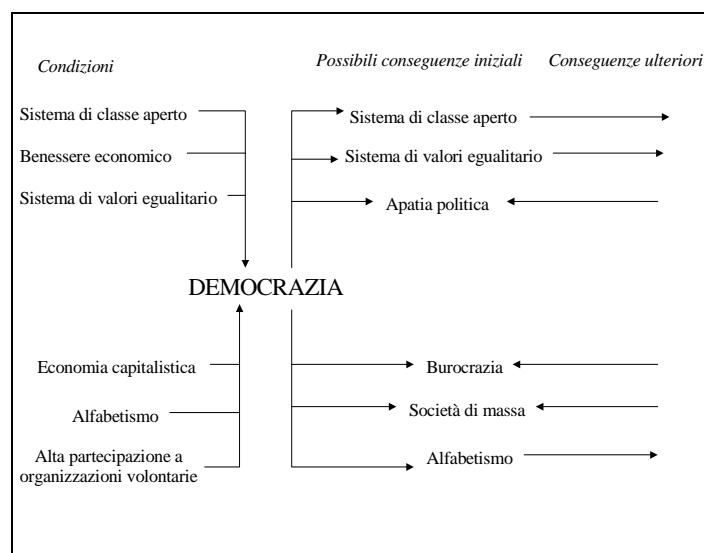 Condizioni
Possibili conseguenze iniziali
Conseguenze ulteriori
Sistema di classe aperto
Sistema di classe aperto
Benessere economico
Sistema di valori egualitario
Sistema di valori egualitario
Apatia politica
DEMOCRAZIA
Economia capitalistica
Burocrazia
Alfabetismo
Società di massa
Alta partecipazione a
organizzazioni volontarie
Alfabetismo